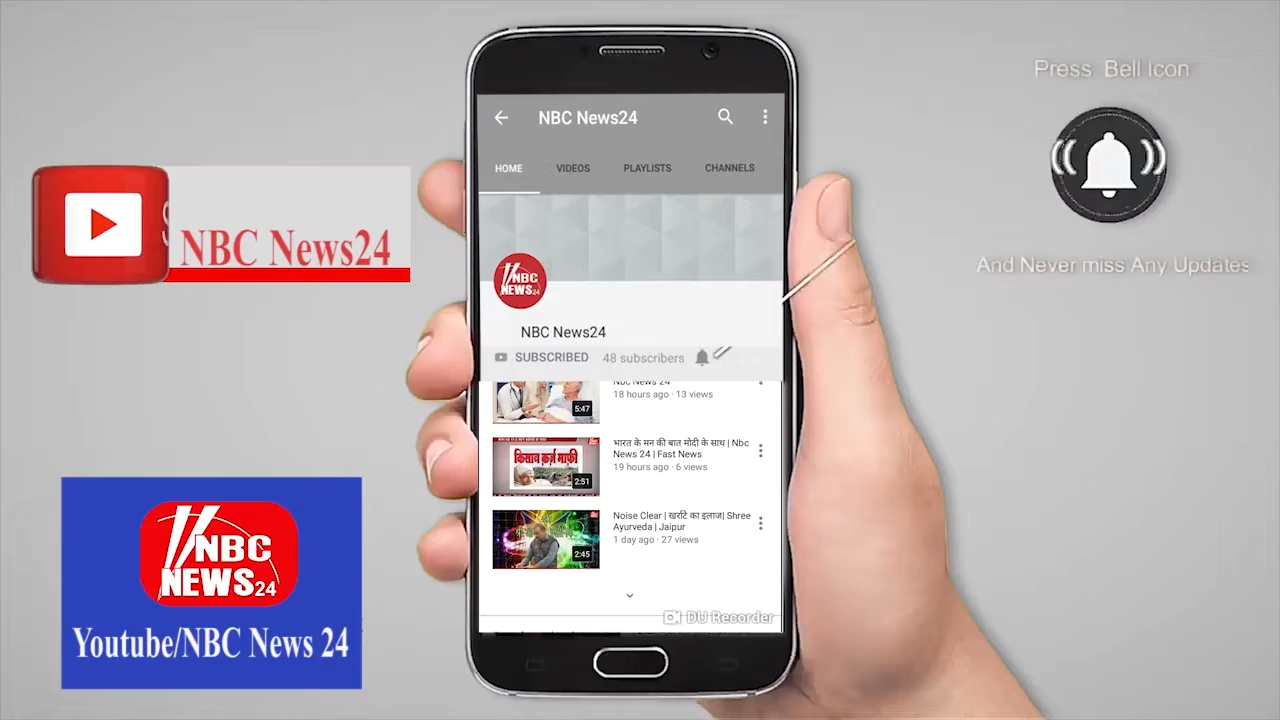 Press Bell Icon
And Never miss Any Updates
NBC News24
NBC
NEWS24
Youtube/NBC News 24
NBC News24
HOME VIDEOS PLAYLISTS CHANNELS
NBC
NEWS24
NBC News24
SUBSCRIBED 48 subscribers
Nbc News 24
18 hours ago · 13 views
5:47
भारत के मन की बात मोदी के साथ | Nbc
News 24 | Fast News
19 hours ago · 6 views
किसान कर्ज़ माफ़ी
2:51
Noise Clear | खर्राटे का इलाज| Shree
Ayurveda | Jaipur
1 day ago · 27 views
2:45
DU Recorder